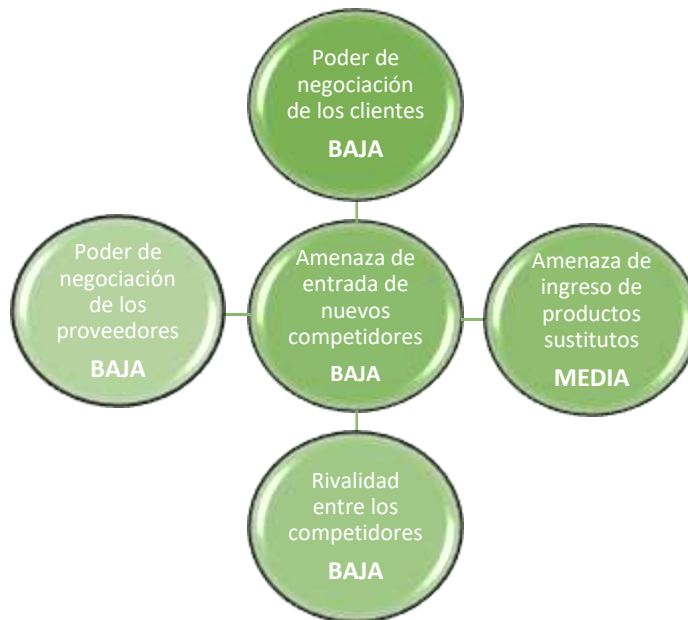 Poder de
negociación
de los clientes
BAJA
Poder de
negociación
de los
proveedores
BAJA
Amenaza de
entrada de
nuevos
competidores
BAJA
Amenaza de
ingreso de
productos
sustitutos
MEDIA
Rivalidad
entre los
competidores
BAJA